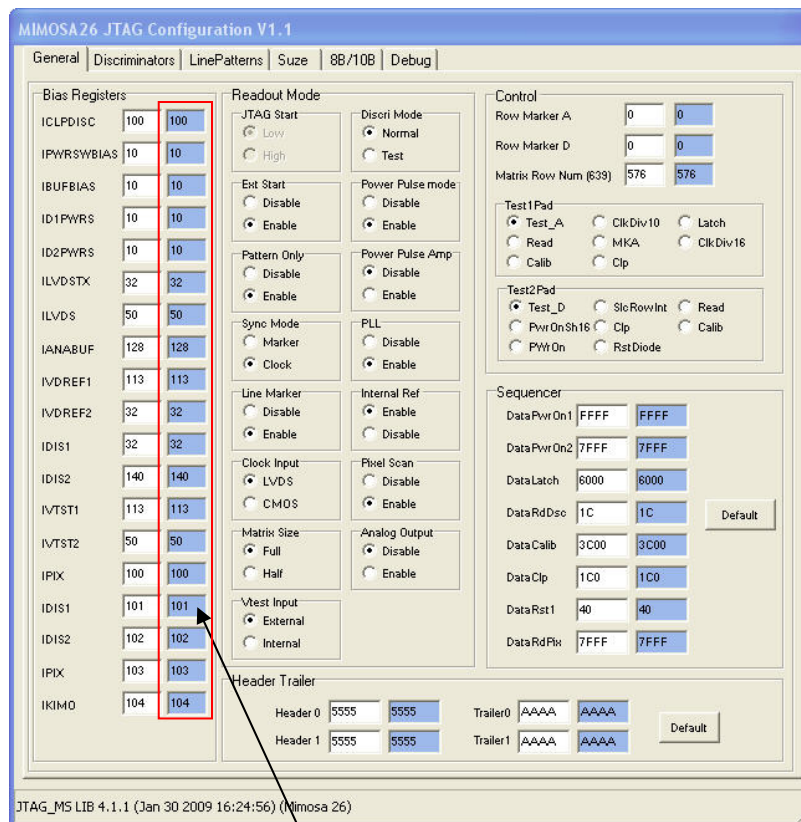 MIMOSA26 JTAG Configuration V1.1
General Discriminators LinePatterns Suze 8B/10B Debug
Bias Registers
ICLPDISC 100 100
IPWRSWBIAS 10 10
IBUFBIAS 10 10
ID1PWRS 10 10
ID2PWRS 10 10
ILVDSTX 32 32
ILVDS 50 50
IANABUF 128 128
IVDREF1 113 113
IVDREF2 32 32
IDIS1 32 32
IDIS2 140 140
IVTST1 113 113
IVTST2 50 50
IPIX 100 100
IDIS1 101 101
IDIS2 102 102
IPIX 103 103
IKIMO 104 104
Readout Mode
JTAG Start
Low
High
Ext Start
Disable
Enable
Pattern Only
Disable
Enable
Sync Mode
Marker
Clock
Line Marker
Disable
Enable
Clock Input
LVDS
CMOS
Matrix Size
Full
Half
Vtest Input
External
Internal
Discri Mode
Normal
Test
Power Pulse mode
Disable
Enable
Power Pulse Amp
Disable
Enable
PLL
Disable
Enable
Internal Ref
Enable
Disable
Pixel Scan
Disable
Enable
Analog Output
Disable
Enable
Control
Row Marker A 0 0
Row Marker D 0 0
Matrix Row Num (639) 576 576
Test1Pad
Test_A ClkDiv10 Latch
Read MKA ClkDiv16
Calib Clp
Test2Pad
Test_D SlcRowInt Read
PwrOnSh16 Clp Calib
PWrOn RstDiode
Sequencer
DataPwrOn1 FFFF FFFF
DataPwrOn2 7FFF 7FFF
DataLatch 6000 6000
DataRdDsc 1C 1C
Default
DataCalib 3C00 3C00
DataClp 1C0 1C0
DataRst1 40 40
DataRdPix 7FFF 7FFF
Header Trailer
Header 0 5555 5555 Trailer0 AAAA AAAA
Default
Header 1 5555 5555 Trailer1 AAAA AAAA
JTAG_MS LIB 4.1.1 (Jan 30 2009 16:24:56) (Mimosa 26)